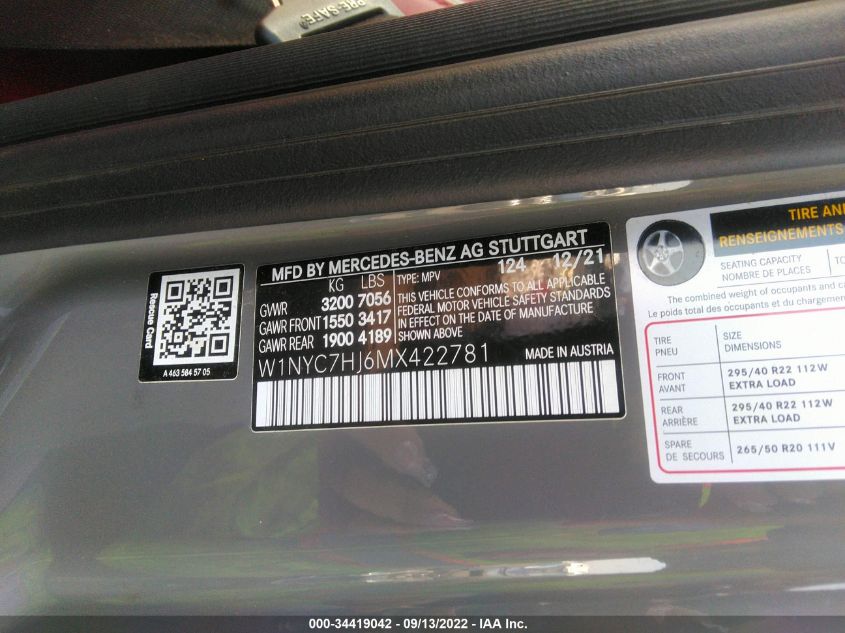 PRE-SAFE®
MFD BY MERCEDES-BENZ AG STUTTGART
KG LBS TYPE: MPV 124 12/21
GVWR 3200 7056
GAWR FRONT 1550 3417
GAWR REAR 1900 4189
THIS VEHICLE CONFORMS TO ALL APPLICABLE
FEDERAL MOTOR VEHICLE SAFETY STANDARDS
IN EFFECT ON THE DATE OF MANUFACTURE
SHOWN ABOVE
W1NYC7HJ6MX422781 MADE IN AUSTRIA
Rescue Card
A 463 584 57 05
TIRE AN
RENSEIGNEMENTS
SEATING CAPACITY
NOMBRE DE PLACES
The combined weight of occupants and ca
Le poids total des occupants et du chargemen
TIRE SIZE
PNEU DIMENSIONS
FRONT 295/40 R22 112W
AVANT EXTRA LOAD
REAR 295/40 R22 112W
ARRIÈRE EXTRA LOAD
SPARE 265/50 R20 111V
DE SECOURS
000-34419042 - 09/13/2022 - IAA Inc.